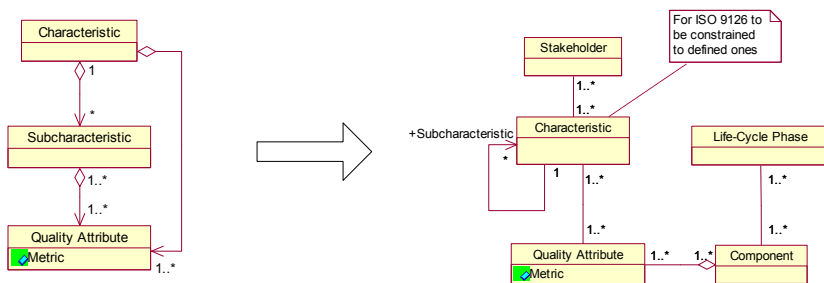 Characteristic
1
*
Subcharacteristic
1..*
1..*
Quality Attribute
Metric
1..*
For ISO 9126 to
be constrained
to defined ones
Stakeholder
1..*
1..*
+Subcharacteristic
Characteristic
*
1
1..*
Life-Cycle Phase
1..*
1..*
1..*
Quality Attribute
Metric
1..*
1..*
Component